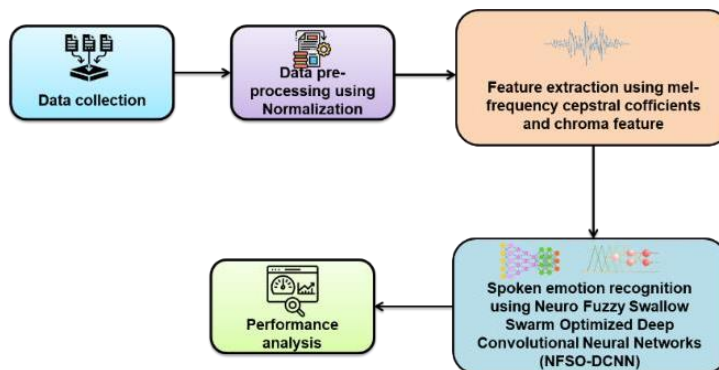 Data collection
Data pre-
processing using
Normalization
Feature extraction using mel-
frequency cepstral cofficients
and chroma feature
Spoken emotion recognition
using Neuro Fuzzy Swallow
Swarm Optimized Deep
Convolutional Neural Networks
(NFSO-DCNN)
Performance
analysis